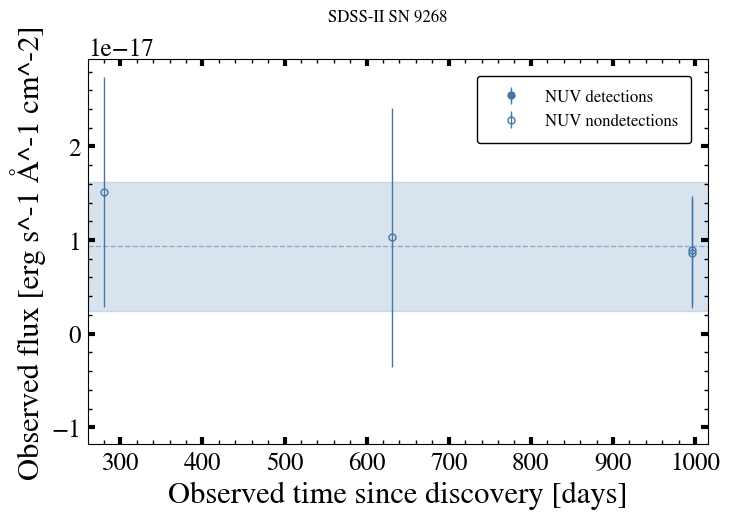 SDSS-II SN 9268
1e−17
Observed flux [erg s^-1 Å^-1 cm^-2]
NUV detections
NUV nondetections
2
1
0
−1
300 400 500 600 700 800 900 1000
Observed time since discovery [days]